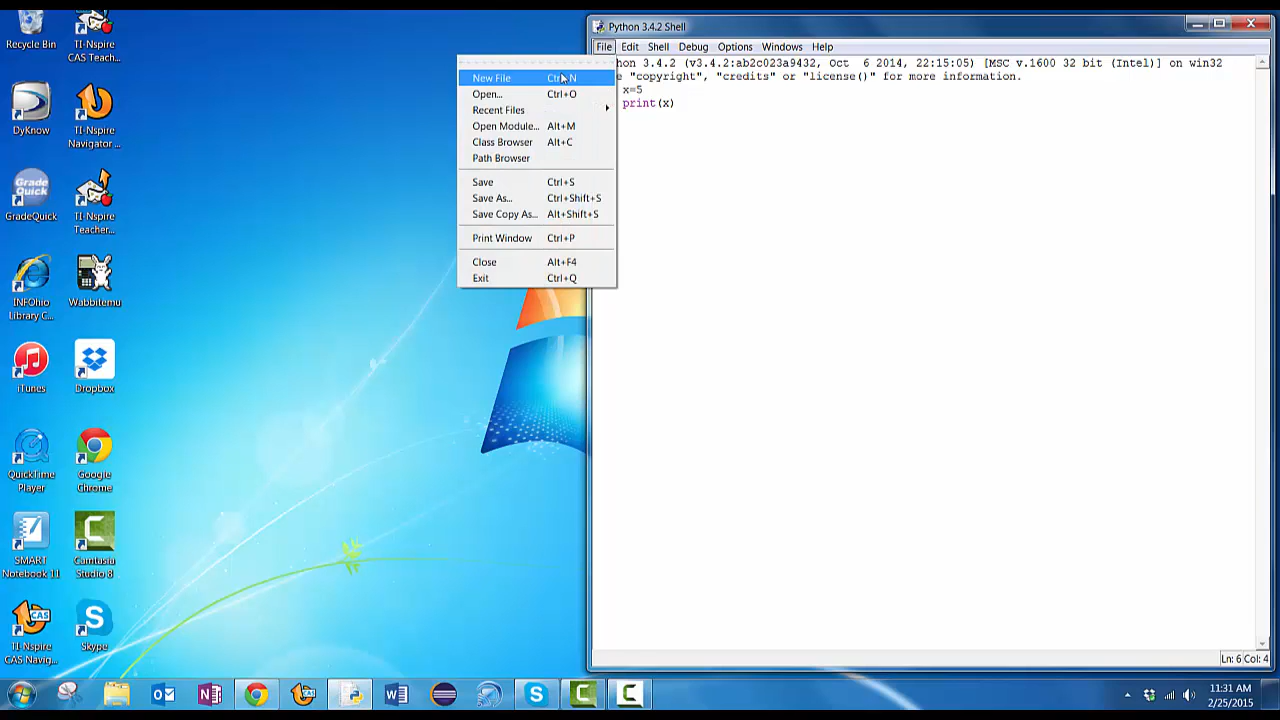 Recycle Bin
TI-Nspire
CAS Teach...
DyKnow
TI-Nspire
Navigator ...
GradeQuick
TI-Nspire
Teacher...
INFOhio
Library C...
Wabbitemu
iTunes
Dropbox
QuickTime
Player
Google
Chrome
SMART
Notebook 11
Camtasia
Studio 8
TI-Nspire
CAS Navig...
Skype
Python 3.4.2 Shell
File Edit Shell Debug Options Windows Help
hon 3.4.2 (v3.4.2:ab2c023a9432, Oct 6 2014, 22:15:05) [MSC v.1600 32 bit (Intel)] on win32
e "copyright", "credits" or "license()" for more information.
x=5
print(x)
New File Ctrl+N
Open... Ctrl+O
Recent Files
Open Module... Alt+M
Class Browser Alt+C
Path Browser
Save Ctrl+S
Save As... Ctrl+Shift+S
Save Copy As... Alt+Shift+S
Print Window Ctrl+P
Close Alt+F4
Exit Ctrl+Q
Ln: 6 Col: 4
11:31 AM
2/25/2015